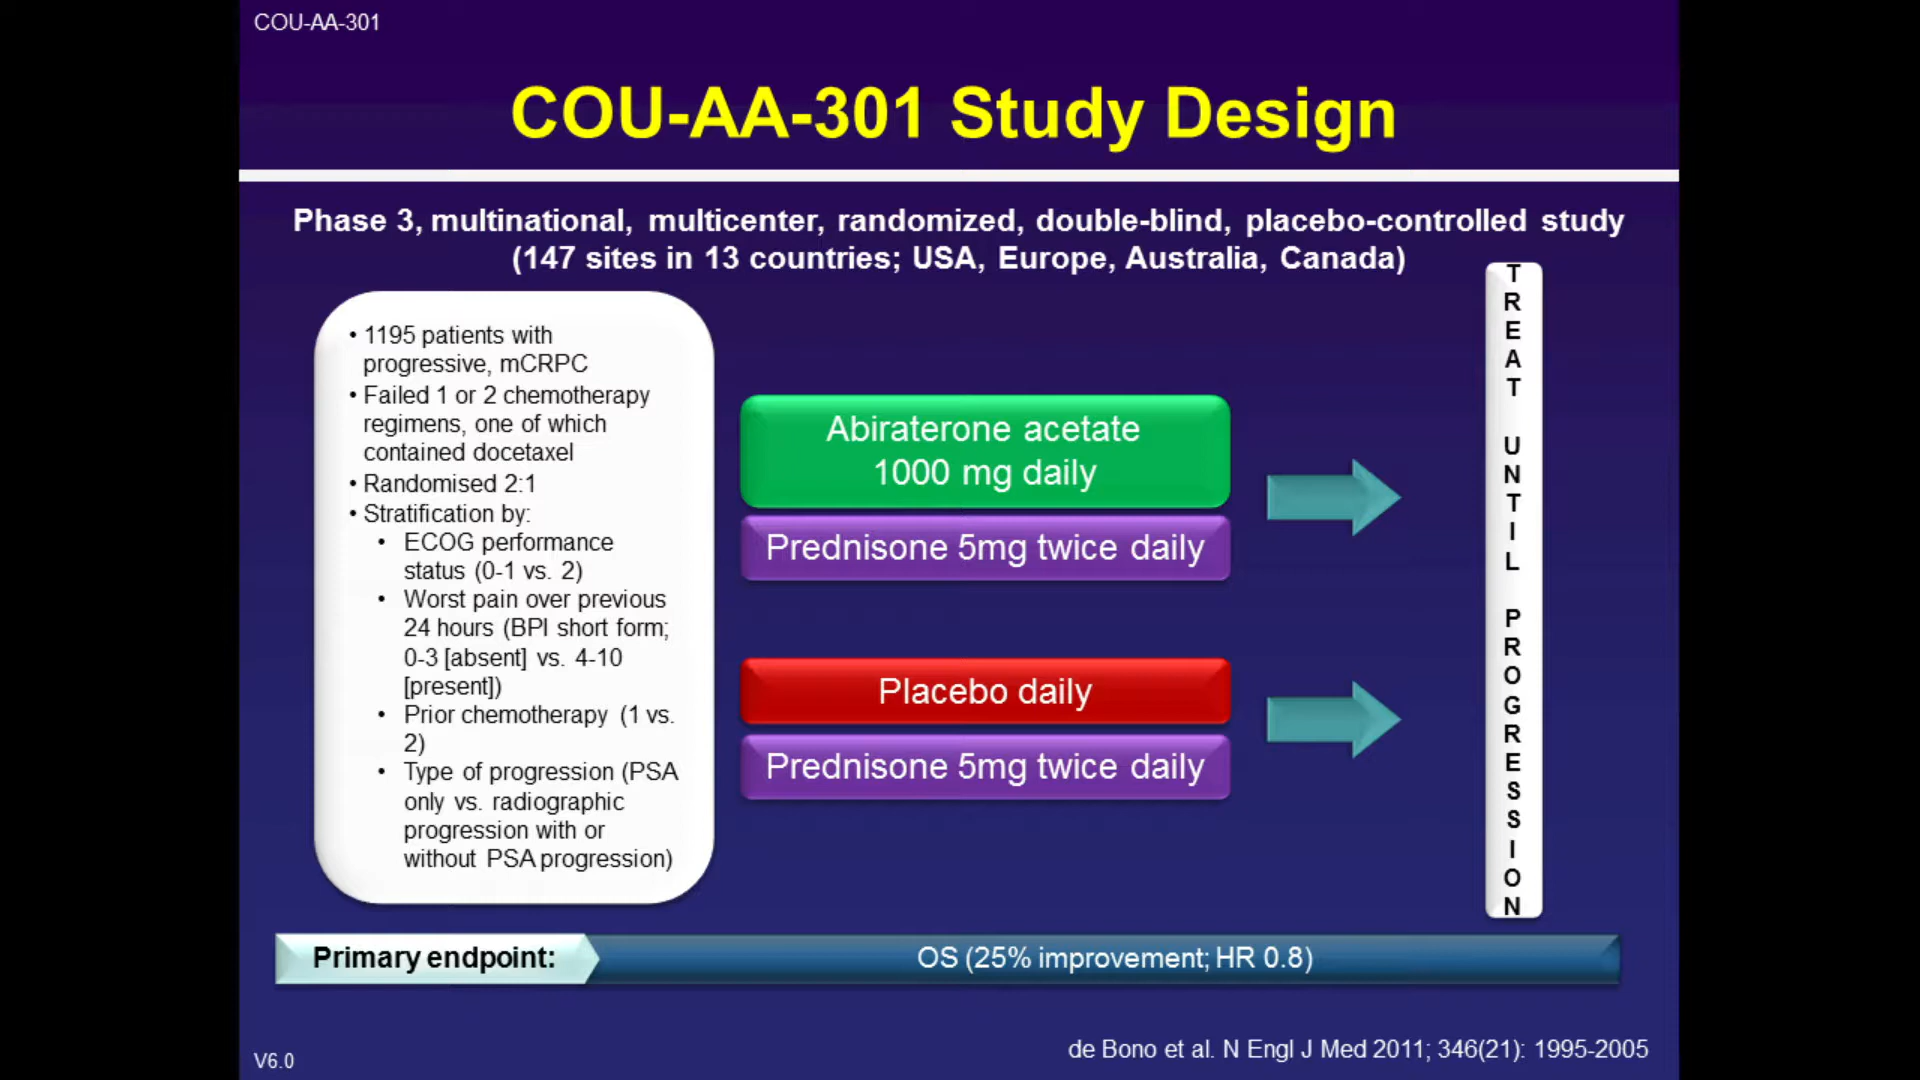 COU-AA-301
COU-AA-301 Study Design
Phase 3, multinational, multicenter, randomized, double-blind, placebo-controlled study
(147 sites in 13 countries; USA, Europe, Australia, Canada)
• 1195 patients with
progressive, mCRPC
• Failed 1 or 2 chemotherapy
regimens, one of which
contained docetaxel
• Randomised 2:1
• Stratification by:
• ECOG performance
status (0-1 vs. 2)
• Worst pain over previous
24 hours (BPI short form;
0-3 [absent] vs. 4-10
[present])
• Prior chemotherapy (1 vs.
2)
• Type of progression (PSA
only vs. radiographic
progression with or
without PSA progression)
Abiraterone acetate
1000 mg daily
Prednisone 5mg twice daily
Placebo daily
Prednisone 5mg twice daily
TREAT UNTIL PROGRESSION
Primary endpoint:
OS (25% improvement; HR 0.8)
de Bono et al. N Engl J Med 2011; 346(21): 1995-2005
V6.0